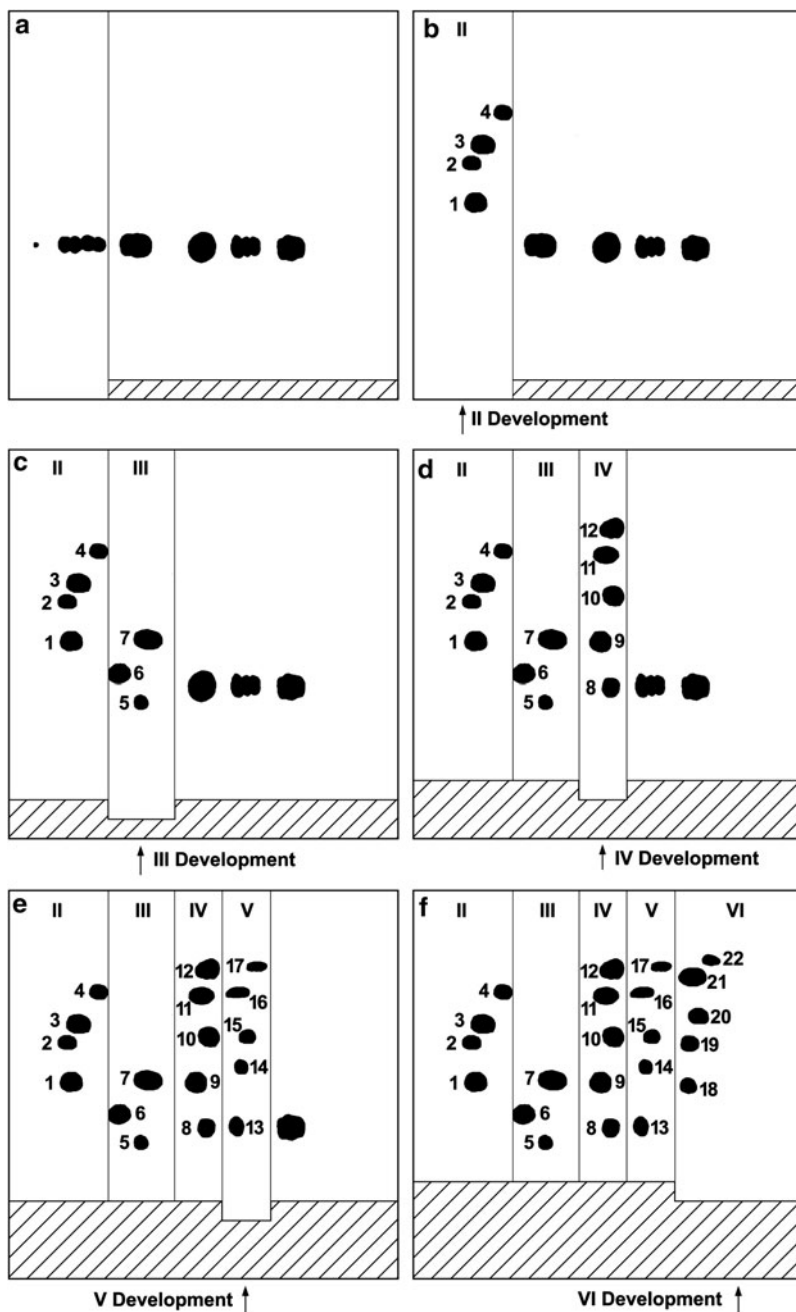 a
b II
4
3
2
1
II Development
c II III
4
3
2
1 7
6
5
III Development
d II III IV
12
4 11
3
2 10
1 7 9
6
5 8
IV Development
e II III IV V
12 17
4 11 16
3 15
2 10
14
1 7 9
6
8 13
5
V Development
f II III IV V VI
22
12 17 21
4 11 16
3 15 20
2 10 19
14
1 7 9 18
6
8 13
5
VI Development